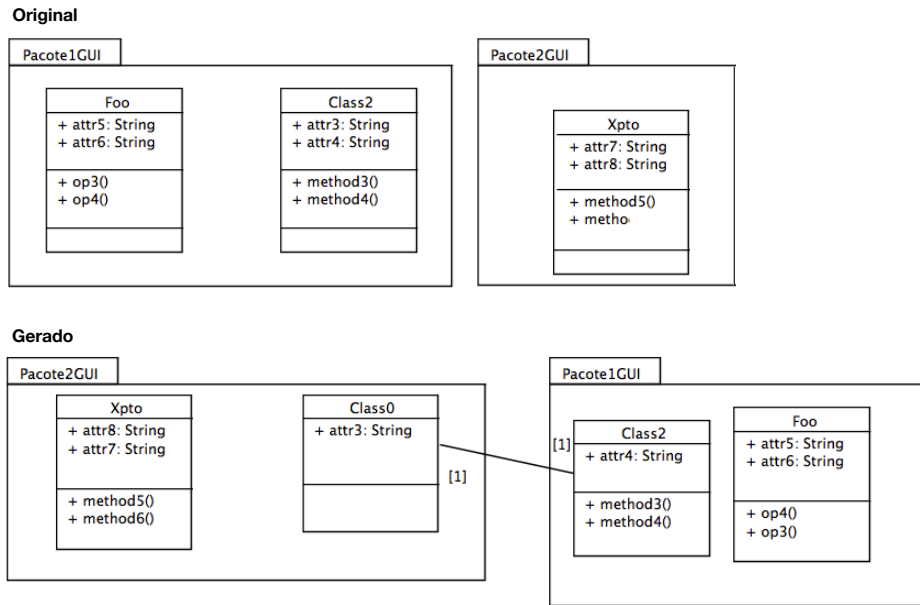 Original
Pacote1GUI
Foo
+ attr5: String
+ attr6: String
+ op3()
+ op4()
Class2
+ attr3: String
+ attr4: String
+ method3()
+ method4()
Pacote2GUI
Xpto
+ attr7: String
+ attr8: String
+ method5()
+ metho
Gerado
Pacote2GUI
Xpto
+ attr8: String
+ attr7: String
+ method5()
+ method6()
Class0
+ attr3: String
[1]
[1]
Pacote1GUI
Class2
+ attr4: String
+ method3()
+ method4()
Foo
+ attr5: String
+ attr6: String
+ op4()
+ op3()